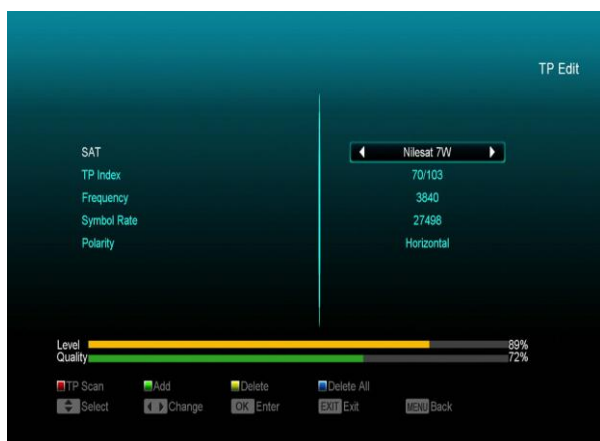 TP Edit
SAT Nilesat 7W
TP Index 70/103
Frequency 3840
Symbol Rate 27498
Polarity Horizontal
Level 89%
Quality 72%
TP Scan Add Delete Delete All
Select Change OK Enter EXIT Exit MENU Back